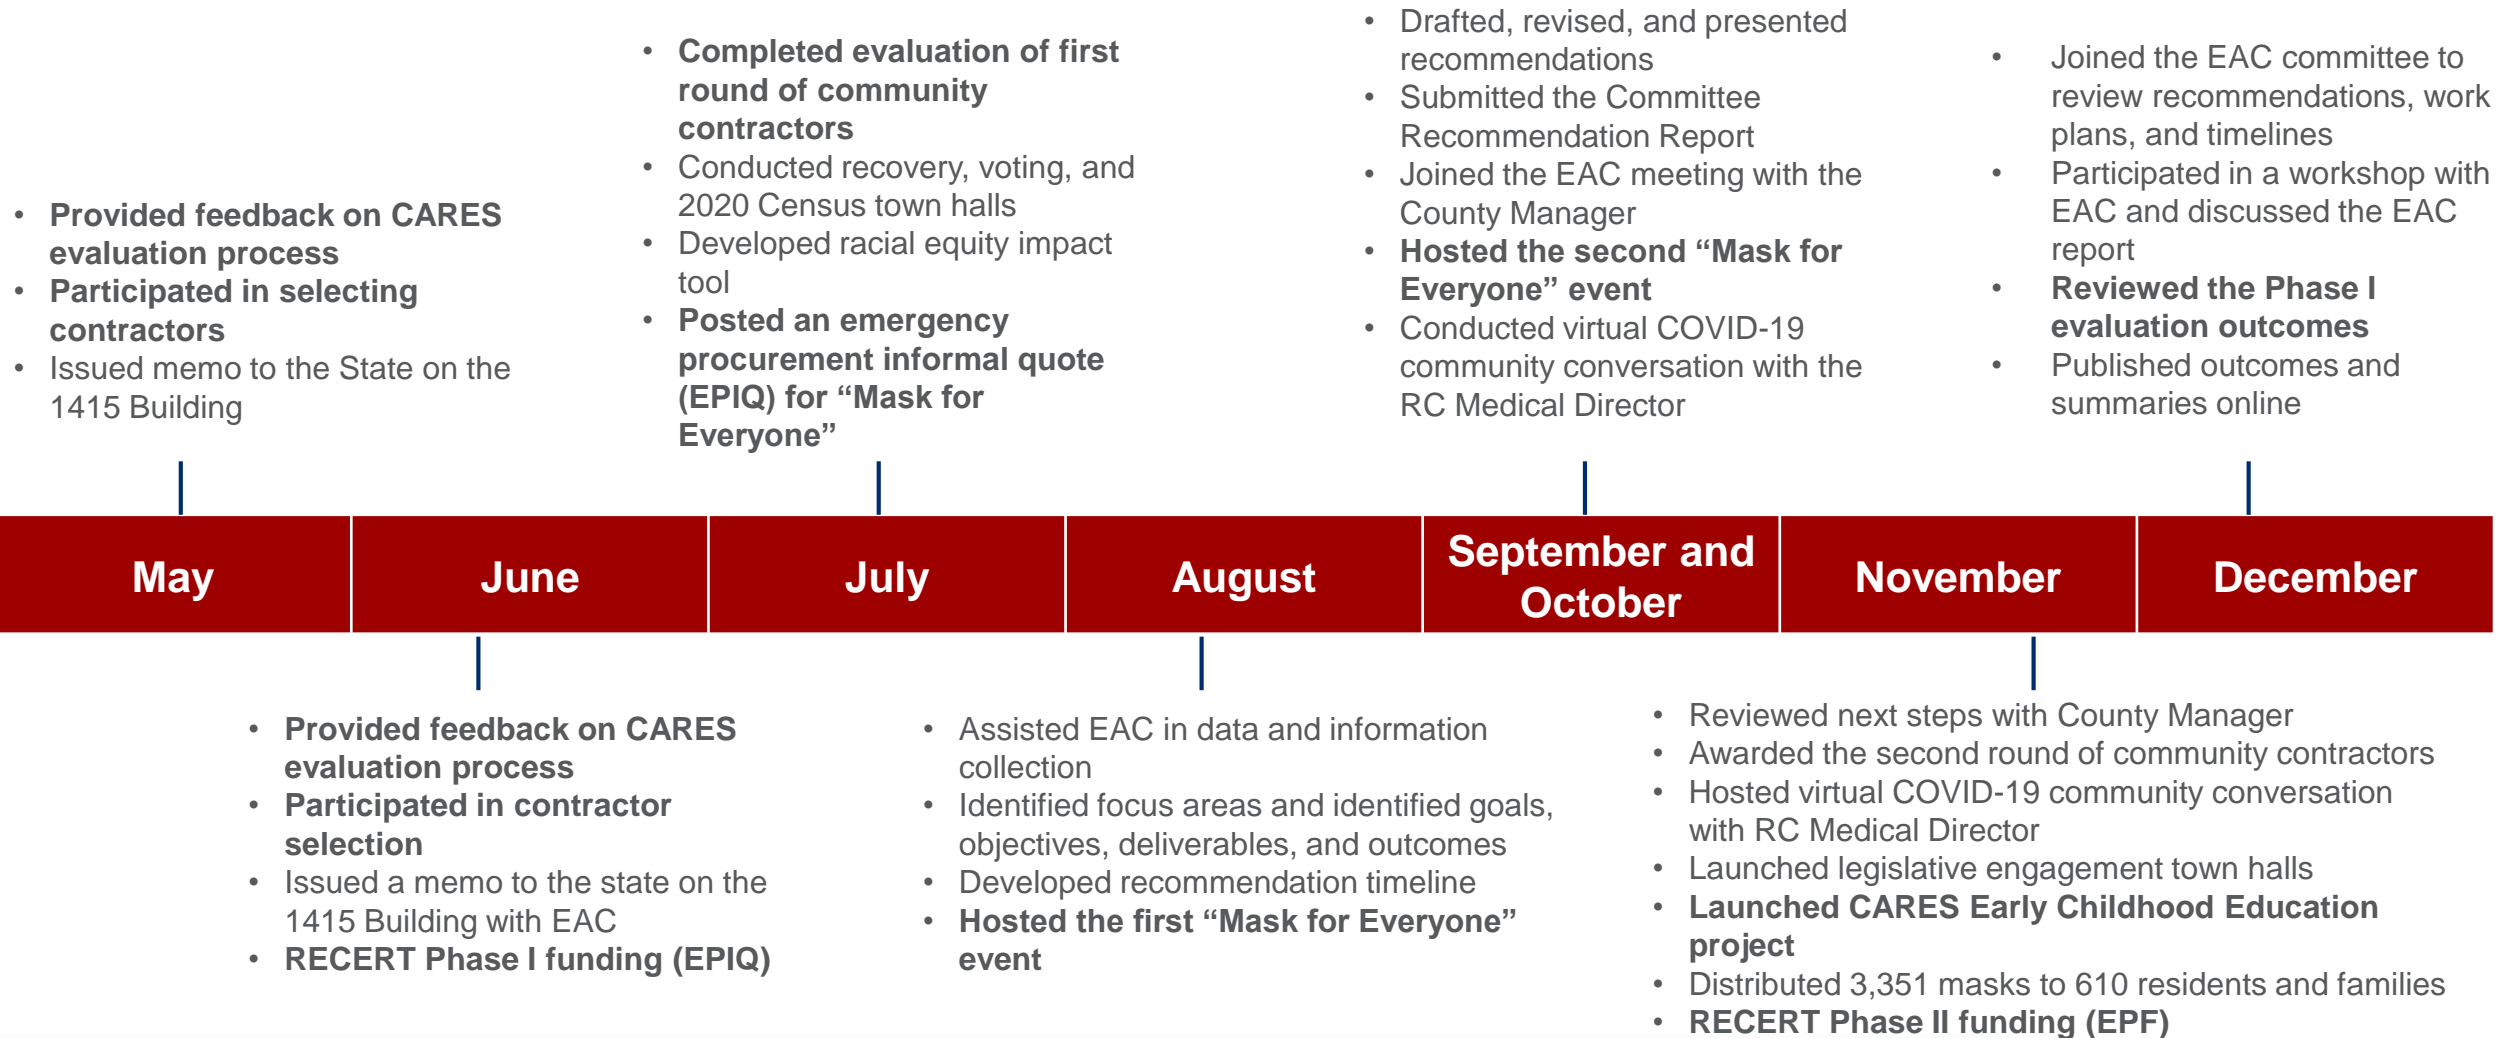 • Provided feedback on CARES
evaluation process
• Participated in selecting
contractors
• Issued memo to the State on the
1415 Building
• Completed evaluation of first
round of community
contractors
• Conducted recovery, voting, and
2020 Census town halls
• Developed racial equity impact
tool
• Posted an emergency
procurement informal quote
(EPIQ) for “Mask for
Everyone”
• Drafted, revised, and presented
recommendations
• Submitted the Committee
Recommendation Report
• Joined the EAC meeting with the
County Manager
• Hosted the second “Mask for
Everyone” event
• Conducted virtual COVID-19
community conversation with the
RC Medical Director
• Joined the EAC committee to
review recommendations, work
plans, and timelines
• Participated in a workshop with
EAC and discussed the EAC
report
• Reviewed the Phase I
evaluation outcomes
• Published outcomes and
summaries online
May
June
July
August
September and
October
November
December
• Provided feedback on CARES
evaluation process
• Participated in contractor
selection
• Issued a memo to the state on the
1415 Building with EAC
• RECERT Phase I funding (EPIQ)
• Assisted EAC in data and information
collection
• Identified focus areas and identified goals,
objectives, deliverables, and outcomes
• Developed recommendation timeline
• Hosted the first “Mask for Everyone”
event
• Reviewed next steps with County Manager
• Awarded the second round of community contractors
• Hosted virtual COVID-19 community conversation
with RC Medical Director
• Launched legislative engagement town halls
• Launched CARES Early Childhood Education
project
• Distributed 3,351 masks to 610 residents and families
• RECERT Phase II funding (EPF)